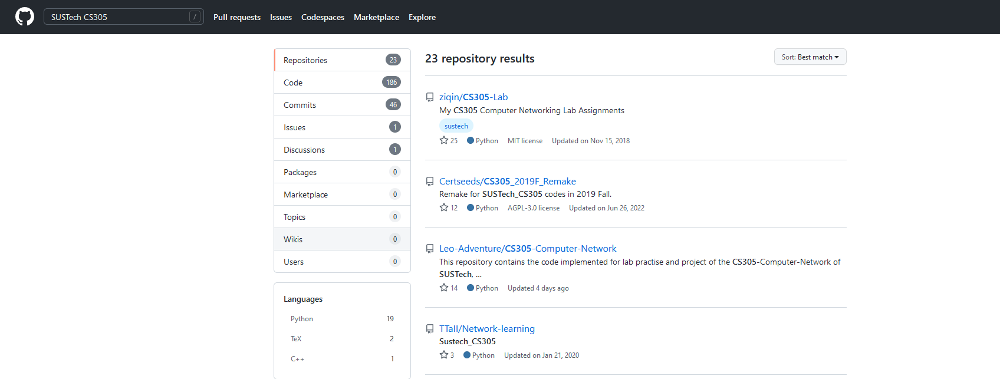 SUSTech CS305 / Pull requests Issues Codespaces Marketplace Explore
Repositories 23
Code 186
Commits 46
Issues 1
Discussions 1
Packages 0
Marketplace 0
Topics 0
Wikis 0
Users 0
Languages
Python 19
TeX 2
C++ 1
23 repository results
Sort: Best match
ziqin/CS305-Lab
My CS305 Computer Networking Lab Assignments
sustech
25 Python MIT license Updated on Nov 15, 2018
Certseeds/CS305_2019F_Remake
Remake for SUSTech_CS305 codes in 2019 Fall.
12 Python AGPL-3.0 license Updated on Jun 26, 2022
Leo-Adventure/CS305-Computer-Network
This repository contains the code implemented for lab practise and project of the CS305-Computer-Network of
SUSTech, ...
14 Python Updated 4 days ago
TTall/Network-learning
Sustech_CS305
3 Python Updated on Jan 21, 2020